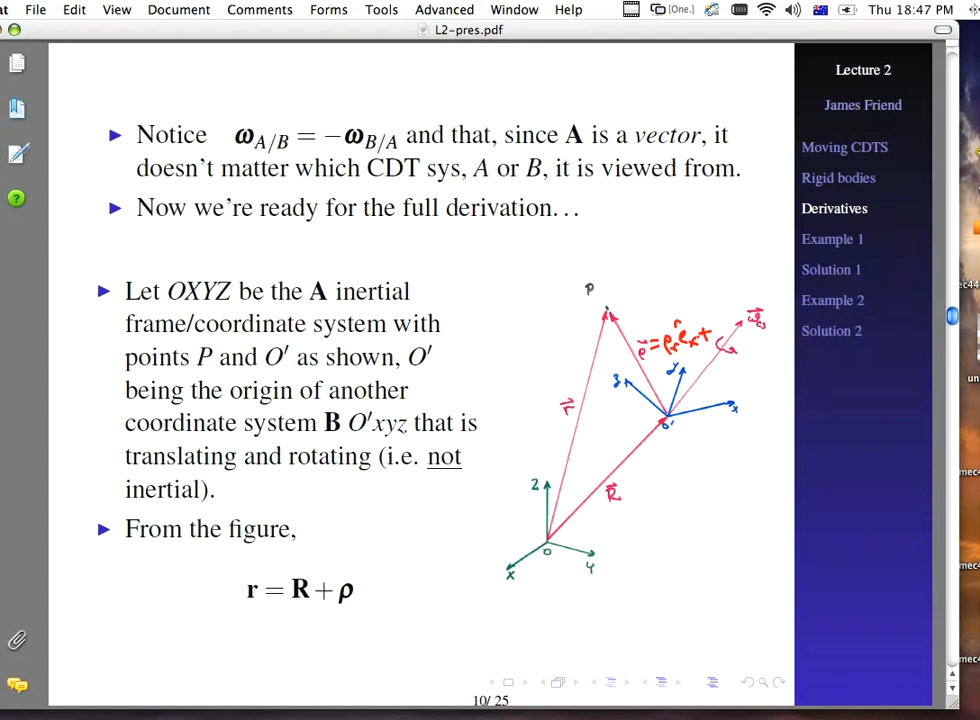 File Edit View Document Comments Forms Tools Advanced Window Help [One.] Thu 18:47 PM
L2-pres.pdf
Lecture 2
James Friend
Moving CDTS
Rigid bodies
Derivatives
Example 1
Solution 1
Example 2
Solution 2
Notice ω_{A/B} = −ω_{B/A} and that, since A is a vector, it
doesn't matter which CDT sys, A or B, it is viewed from.
Now we're ready for the full derivation…
Let OXYZ be the A inertial
frame/coordinate system with
points P and O′ as shown, O′
being the origin of another
coordinate system B O′xyz that is
translating and rotating (i.e. not
inertial).
From the figure,
r = R + ρ
P
z
y
x
O'
R
Z
O
X
Y
10/ 25